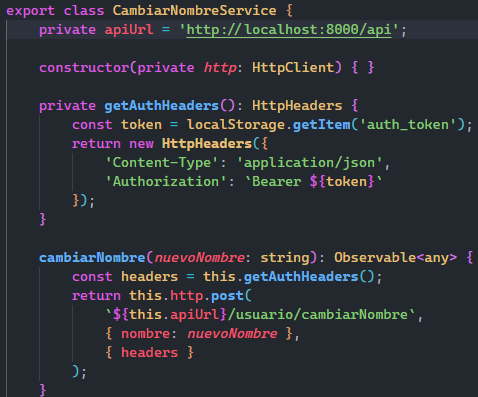 export class CambiarNombreService {
    private apiUrl = 'http://localhost:8000/api';

    constructor(private http: HttpClient) { }

    private getAuthHeaders(): HttpHeaders {
        const token = localStorage.getItem('auth_token');
        return new HttpHeaders({
            'Content-Type': 'application/json',
            'Authorization': `Bearer ${token}`
        });
    }

    cambiarNombre(nuevoNombre: string): Observable<any> {
        const headers = this.getAuthHeaders();
        return this.http.post(
            `${this.apiUrl}/usuario/cambiarNombre`,
            { nombre: nuevoNombre },
            { headers }
        );
    }